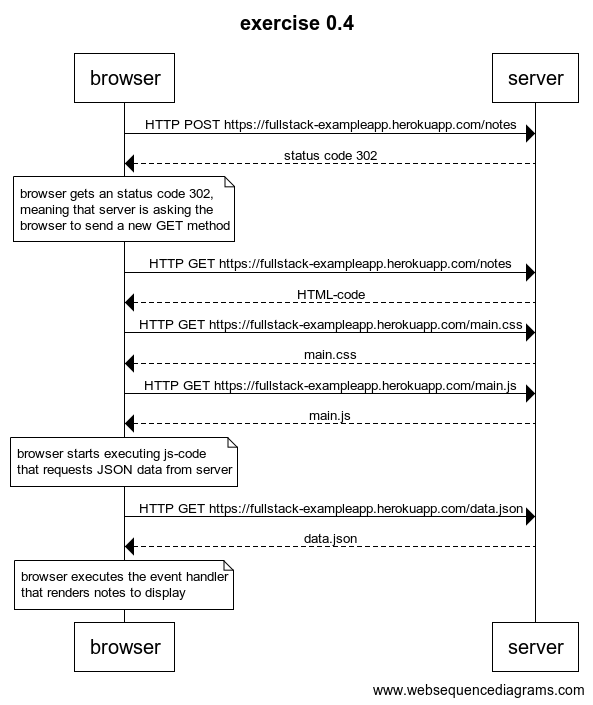 exercise 0.4
browser
server
HTTP POST https://fullstack-exampleapp.herokuapp.com/notes
status code 302
browser gets an status code 302,
meaning that server is asking the
browser to send a new GET method
HTTP GET https://fullstack-exampleapp.herokuapp.com/notes
HTML-code
HTTP GET https://fullstack-exampleapp.herokuapp.com/main.css
main.css
HTTP GET https://fullstack-exampleapp.herokuapp.com/main.js
main.js
browser starts executing js-code
that requests JSON data from server
HTTP GET https://fullstack-exampleapp.herokuapp.com/data.json
data.json
browser executes the event handler
that renders notes to display
browser
server
www.websequencediagrams.com